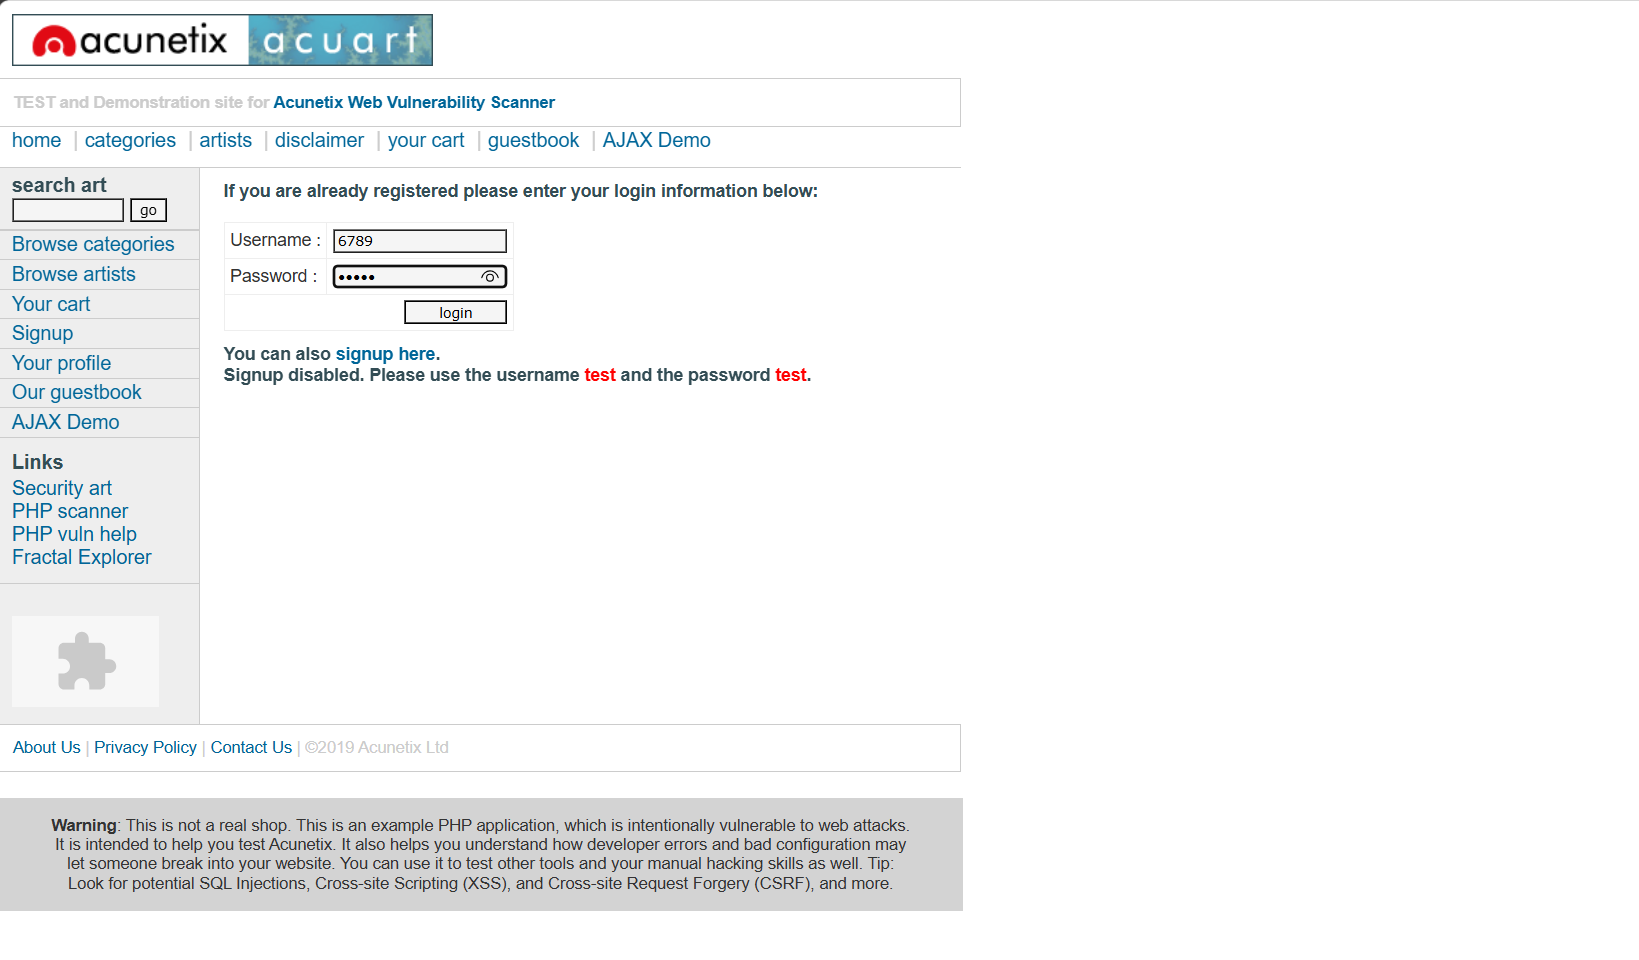 acunetix acuart
TEST and Demonstration site for Acunetix Web Vulnerability Scanner
home | categories | artists | disclaimer | your cart | guestbook | AJAX Demo
search art
go
Browse categories
Browse artists
Your cart
Signup
Your profile
Our guestbook
AJAX Demo
Links
Security art
PHP scanner
PHP vuln help
Fractal Explorer
If you are already registered please enter your login information below:
Username : 6789
Password : •••••
login
You can also signup here.
Signup disabled. Please use the username test and the password test.
About Us | Privacy Policy | Contact Us | ©2019 Acunetix Ltd
Warning: This is not a real shop. This is an example PHP application, which is intentionally vulnerable to web attacks.
It is intended to help you test Acunetix. It also helps you understand how developer errors and bad configuration may
let someone break into your website. You can use it to test other tools and your manual hacking skills as well. Tip:
Look for potential SQL Injections, Cross-site Scripting (XSS), and Cross-site Request Forgery (CSRF), and more.